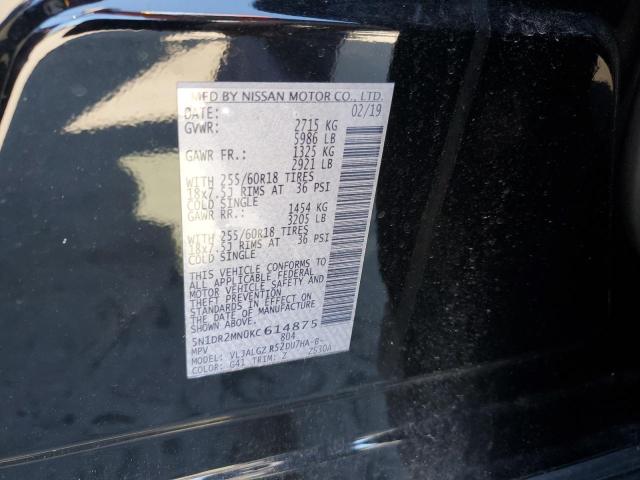 MFD BY NISSAN MOTOR CO., LTD.
DATE: 02/19
GVWR: 2715 KG
5986 LB
GAWR FR.: 1325 KG
2921 LB
WITH 255/60R18 TIRES
18x7.5J RIMS AT 36 PSI
COLD SINGLE
GAWR RR.: 1454 KG
3205 LB
WITH 255/60R18 TIRES
18x7.5J RIMS AT 36 PSI
COLD SINGLE
THIS VEHICLE CONFORMS TO
ALL APPLICABLE FEDERAL
MOTOR VEHICLE SAFETY AND
THEFT PREVENTION
STANDARDS IN EFFECT ON
THE DATE OF MANUFACTURE
SHOWN ABOVE.
5N1DR2MN0KC614875
MPV 804
MODEL: VL3ALGZ R52DU7HA-B-
COLOR: G41 TRIM: Z ZS30A